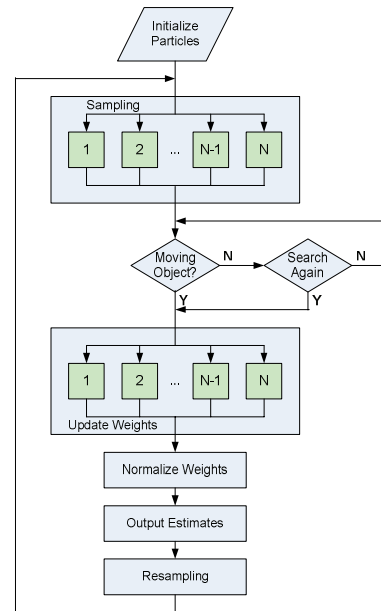 Initialize
Particles
Sampling
1 2 ... N-1 N
Moving
Object?
N
Search
Again
N
Y
Y
1 2 ... N-1 N
Update Weights
Normalize Weights
Output Estimates
Resampling